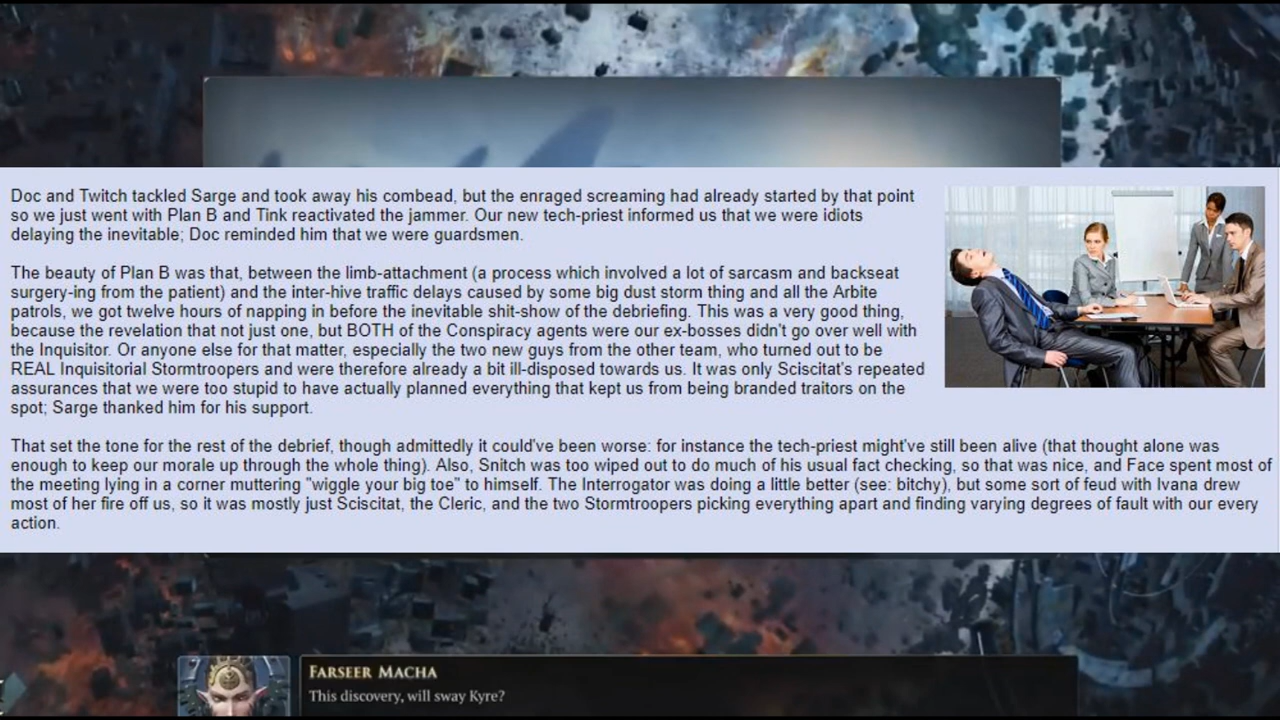 Doc and Twitch tackled Sarge and took away his combead, but the enraged screaming had already started by that point
so we just went with Plan B and Tink reactivated the jammer. Our new tech-priest informed us that we were idiots
delaying the inevitable; Doc reminded him that we were guardsmen.
The beauty of Plan B was that, between the limb-attachment (a process which involved a lot of sarcasm and backseat
surgery-ing from the patient) and the inter-hive traffic delays caused by some big dust storm thing and all the Arbite
patrols, we got twelve hours of napping in before the inevitable shit-show of the debriefing. This was a very good thing,
because the revelation that not just one, but BOTH of the Conspiracy agents were our ex-bosses didn't go over well with
the Inquisitor. Or anyone else for that matter, especially the two new guys from the other team, who turned out to be
REAL Inquisitorial Stormtroopers and were therefore already a bit ill-disposed towards us. It was only Sciscitat's repeated
assurances that we were too stupid to have actually planned everything that kept us from being branded traitors on the
spot; Sarge thanked him for his support.
That set the tone for the rest of the debrief, though admittedly it could've been worse: for instance the tech-priest might've still been alive (that thought alone was
enough to keep our morale up through the whole thing). Also, Snitch was too wiped out to do much of his usual fact checking, so that was nice, and Face spent most of
the meeting lying in a corner muttering "wiggle your big toe" to himself. The Interrogator was doing a little better (see: bitchy), but some sort of feud with Ivana drew
most of her fire off us, so it was mostly just Sciscitat, the Cleric, and the two Stormtroopers picking everything apart and finding varying degrees of fault with our every
action.
FARSEER MACHA
This discovery, will sway Kyre?